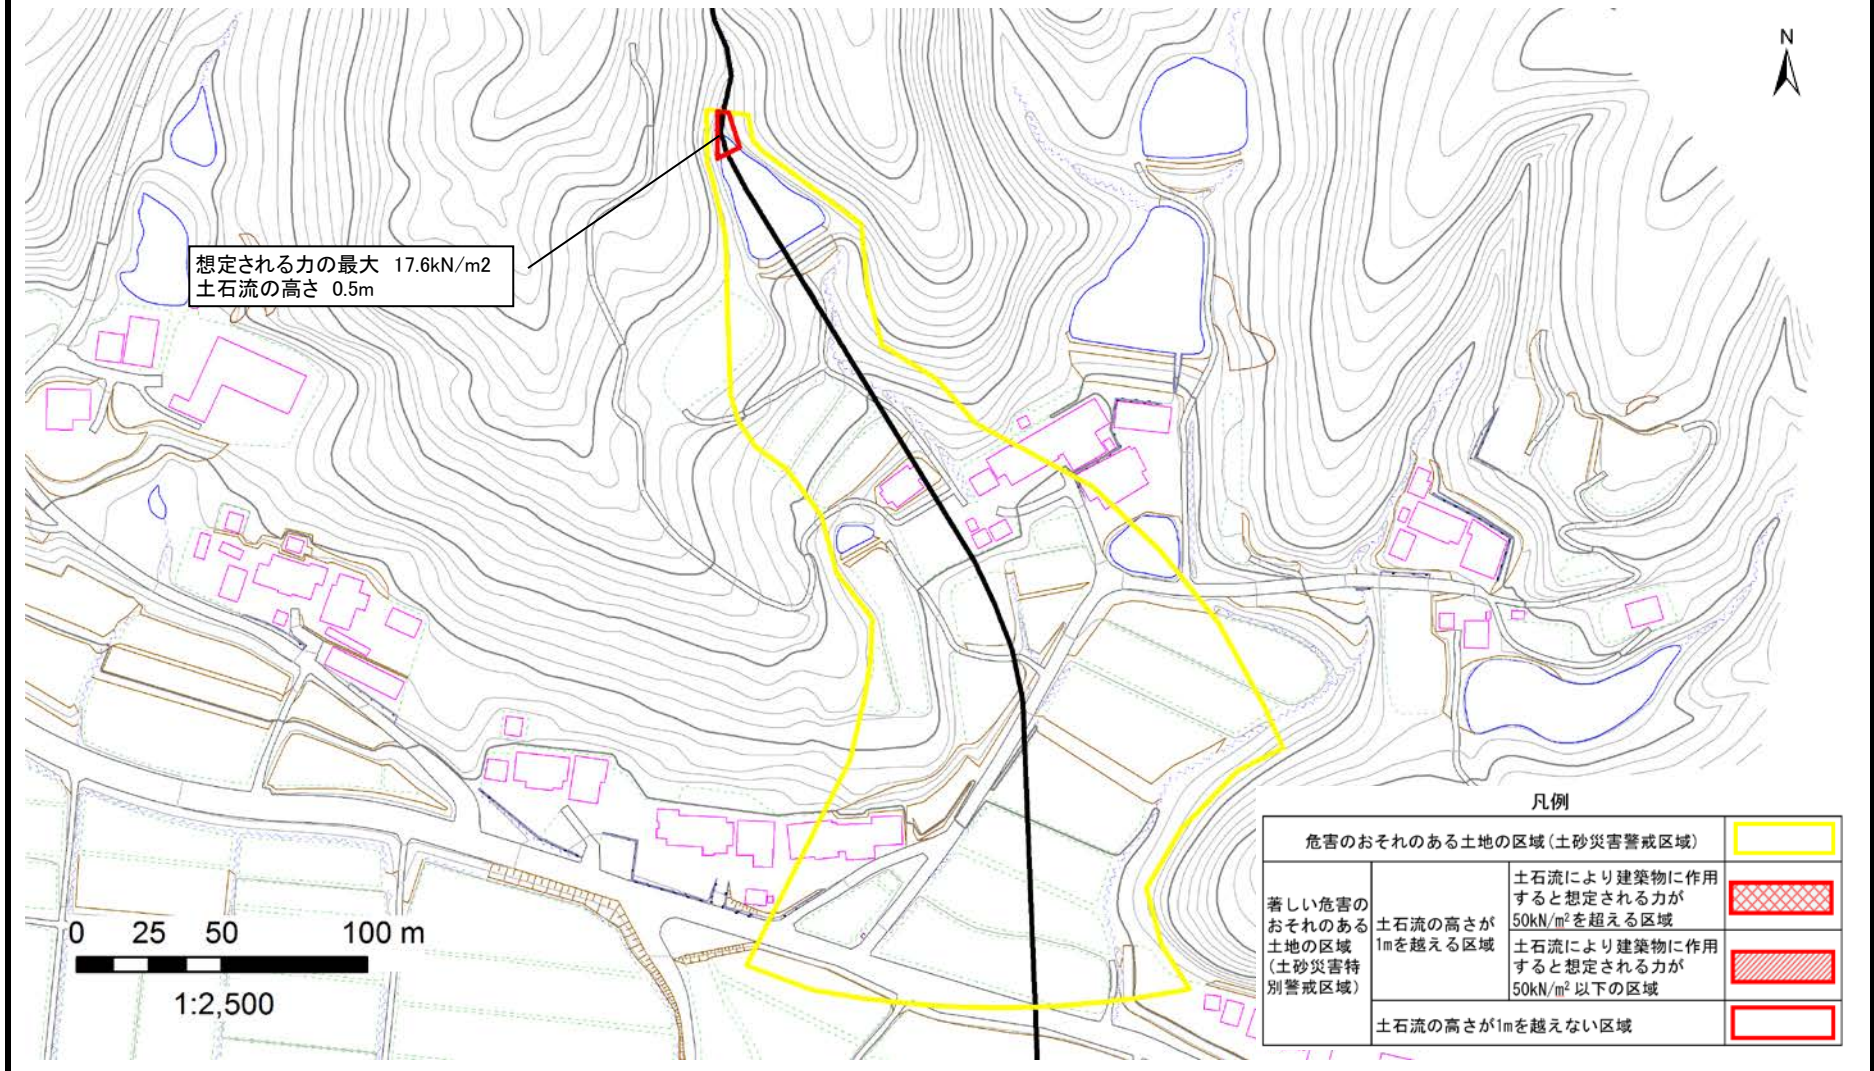 N
想定される力の最大 17.6kN/m2
土石流の高さ 0.5m
0 25 50 100 m
1:2,500
凡例
危害のおそれのある土地の区域(土砂災害警戒区域)
著しい危害の
おそれのある
土地の区域
(土砂災害特
別警戒区域)
土石流の高さが
1mを越える区域
土石流により建築物に作用
すると想定される力が
50kN/m²を超える区域
土石流により建築物に作用
すると想定される力が
50kN/m²以下の区域
土石流の高さが1mを越えない区域